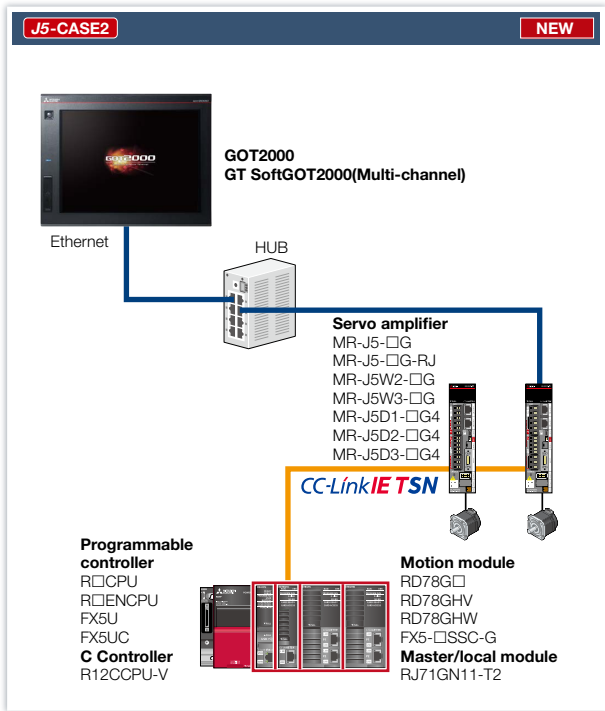 J5-CASE2
NEW
GOT2000
GOT2000
GT SoftGOT2000(Multi-channel)
Ethernet
HUB
Servo amplifier
MR-J5-□G
MR-J5-□G-RJ
MR-J5W2-□G
MR-J5W3-□G
MR-J5D1-□G4
MR-J5D2-□G4
MR-J5D3-□G4
CC-Link IE TSN
Programmable
controller
R□CPU
R□ENCPU
FX5U
FX5UC
C Controller
R12CCPU-V
Motion module
RD78G□
RD78GHV
RD78GHW
FX5-□SSC-G
Master/local module
RJ71GN11-T2